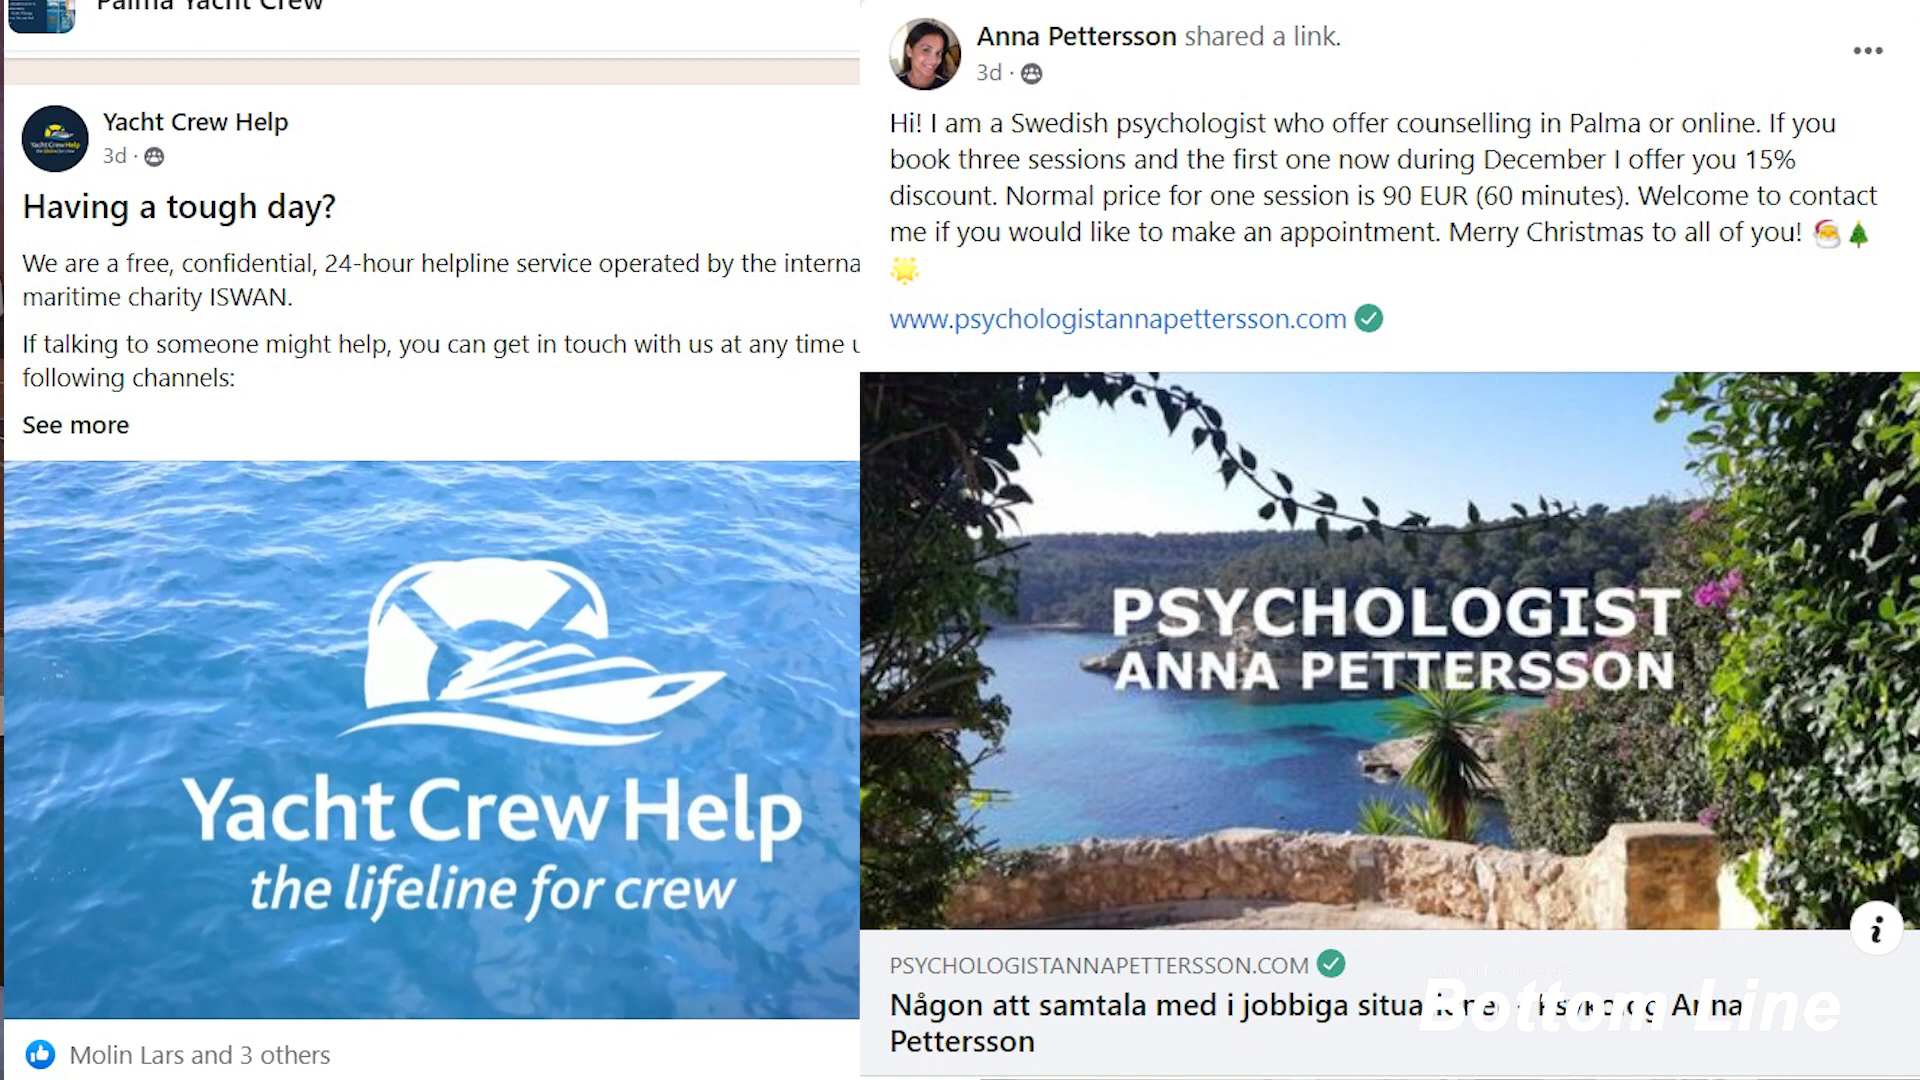 Palma Yacht Crew
Yacht Crew Help
3d ·
Having a tough day?
We are a free, confidential, 24-hour helpline service operated by the interna
maritime charity ISWAN.
If talking to someone might help, you can get in touch with us at any time
following channels:
See more
Yacht Crew Help
the lifeline for crew
Molin Lars and 3 others
Anna Pettersson shared a link.
3d ·
Hi! I am a Swedish psychologist who offer counselling in Palma or online. If you
book three sessions and the first one now during December I offer you 15%
discount. Normal price for one session is 90 EUR (60 minutes). Welcome to contact
me if you would like to make an appointment. Merry Christmas to all of you! 🎅🎄
🌟
www.psychologistannapettersson.com
PSYCHOLOGIST
ANNA PETTERSSON
PSYCHOLOGISTANNAPETTERSSON.COM
Någon att samtala med i jobbiga situationer - Psykolog Anna
Pettersson
Bottom Line